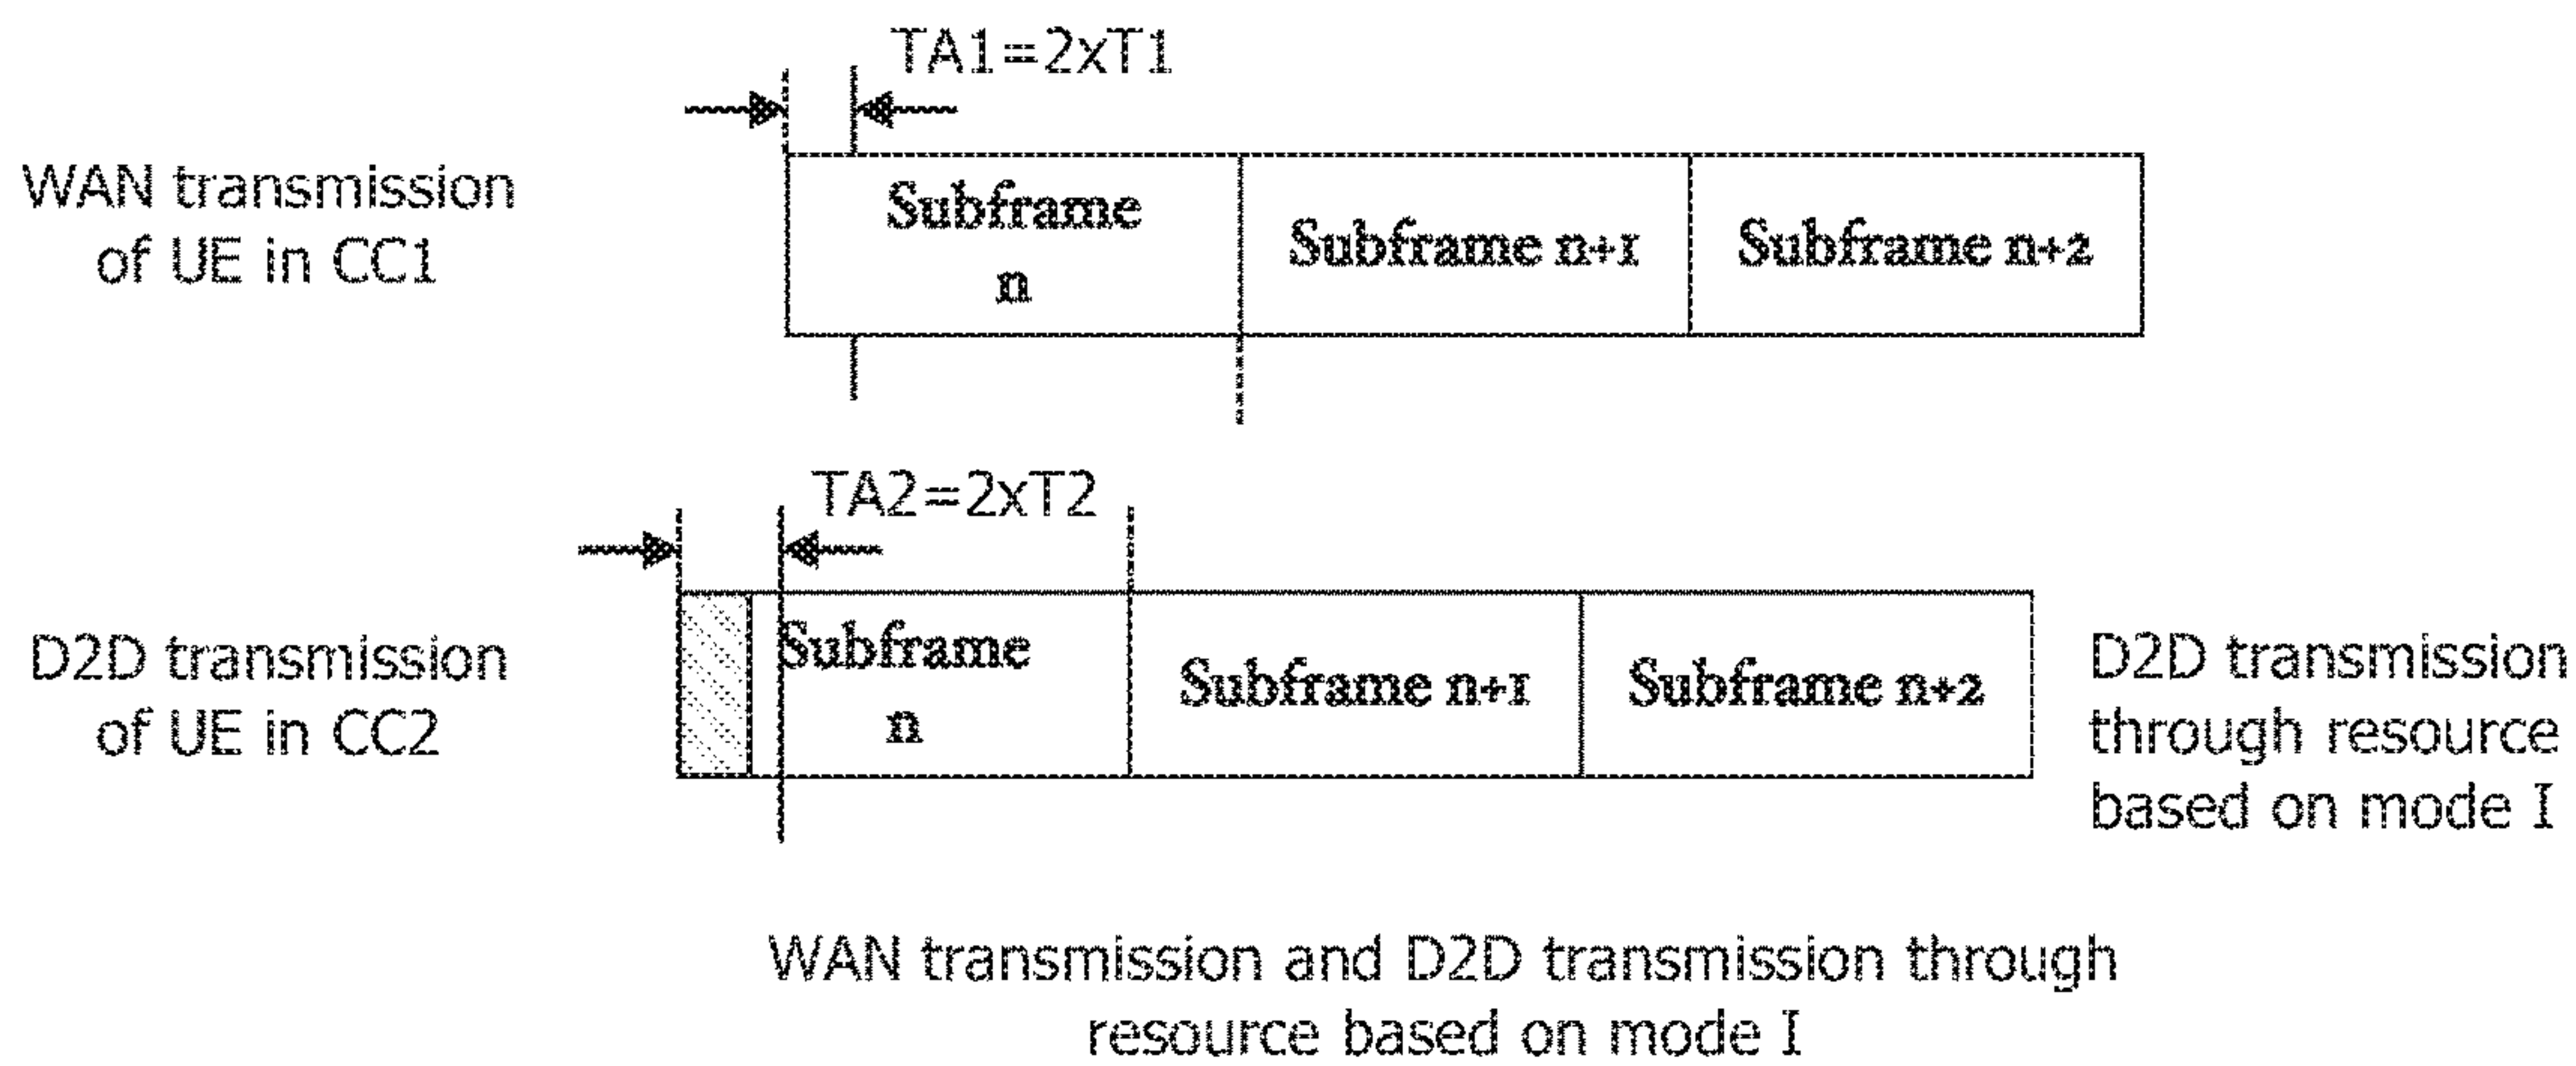 TA1=2xT1
WAN transmission
of UE in CC1
Subframe
n
Subframe n+1
Subframe n+2
TA2=2xT2
D2D transmission
of UE in CC2
Subframe
n
Subframe n+1
Subframe n+2
D2D transmission
through resource
based on mode I
WAN transmission and D2D transmission through
resource based on mode I